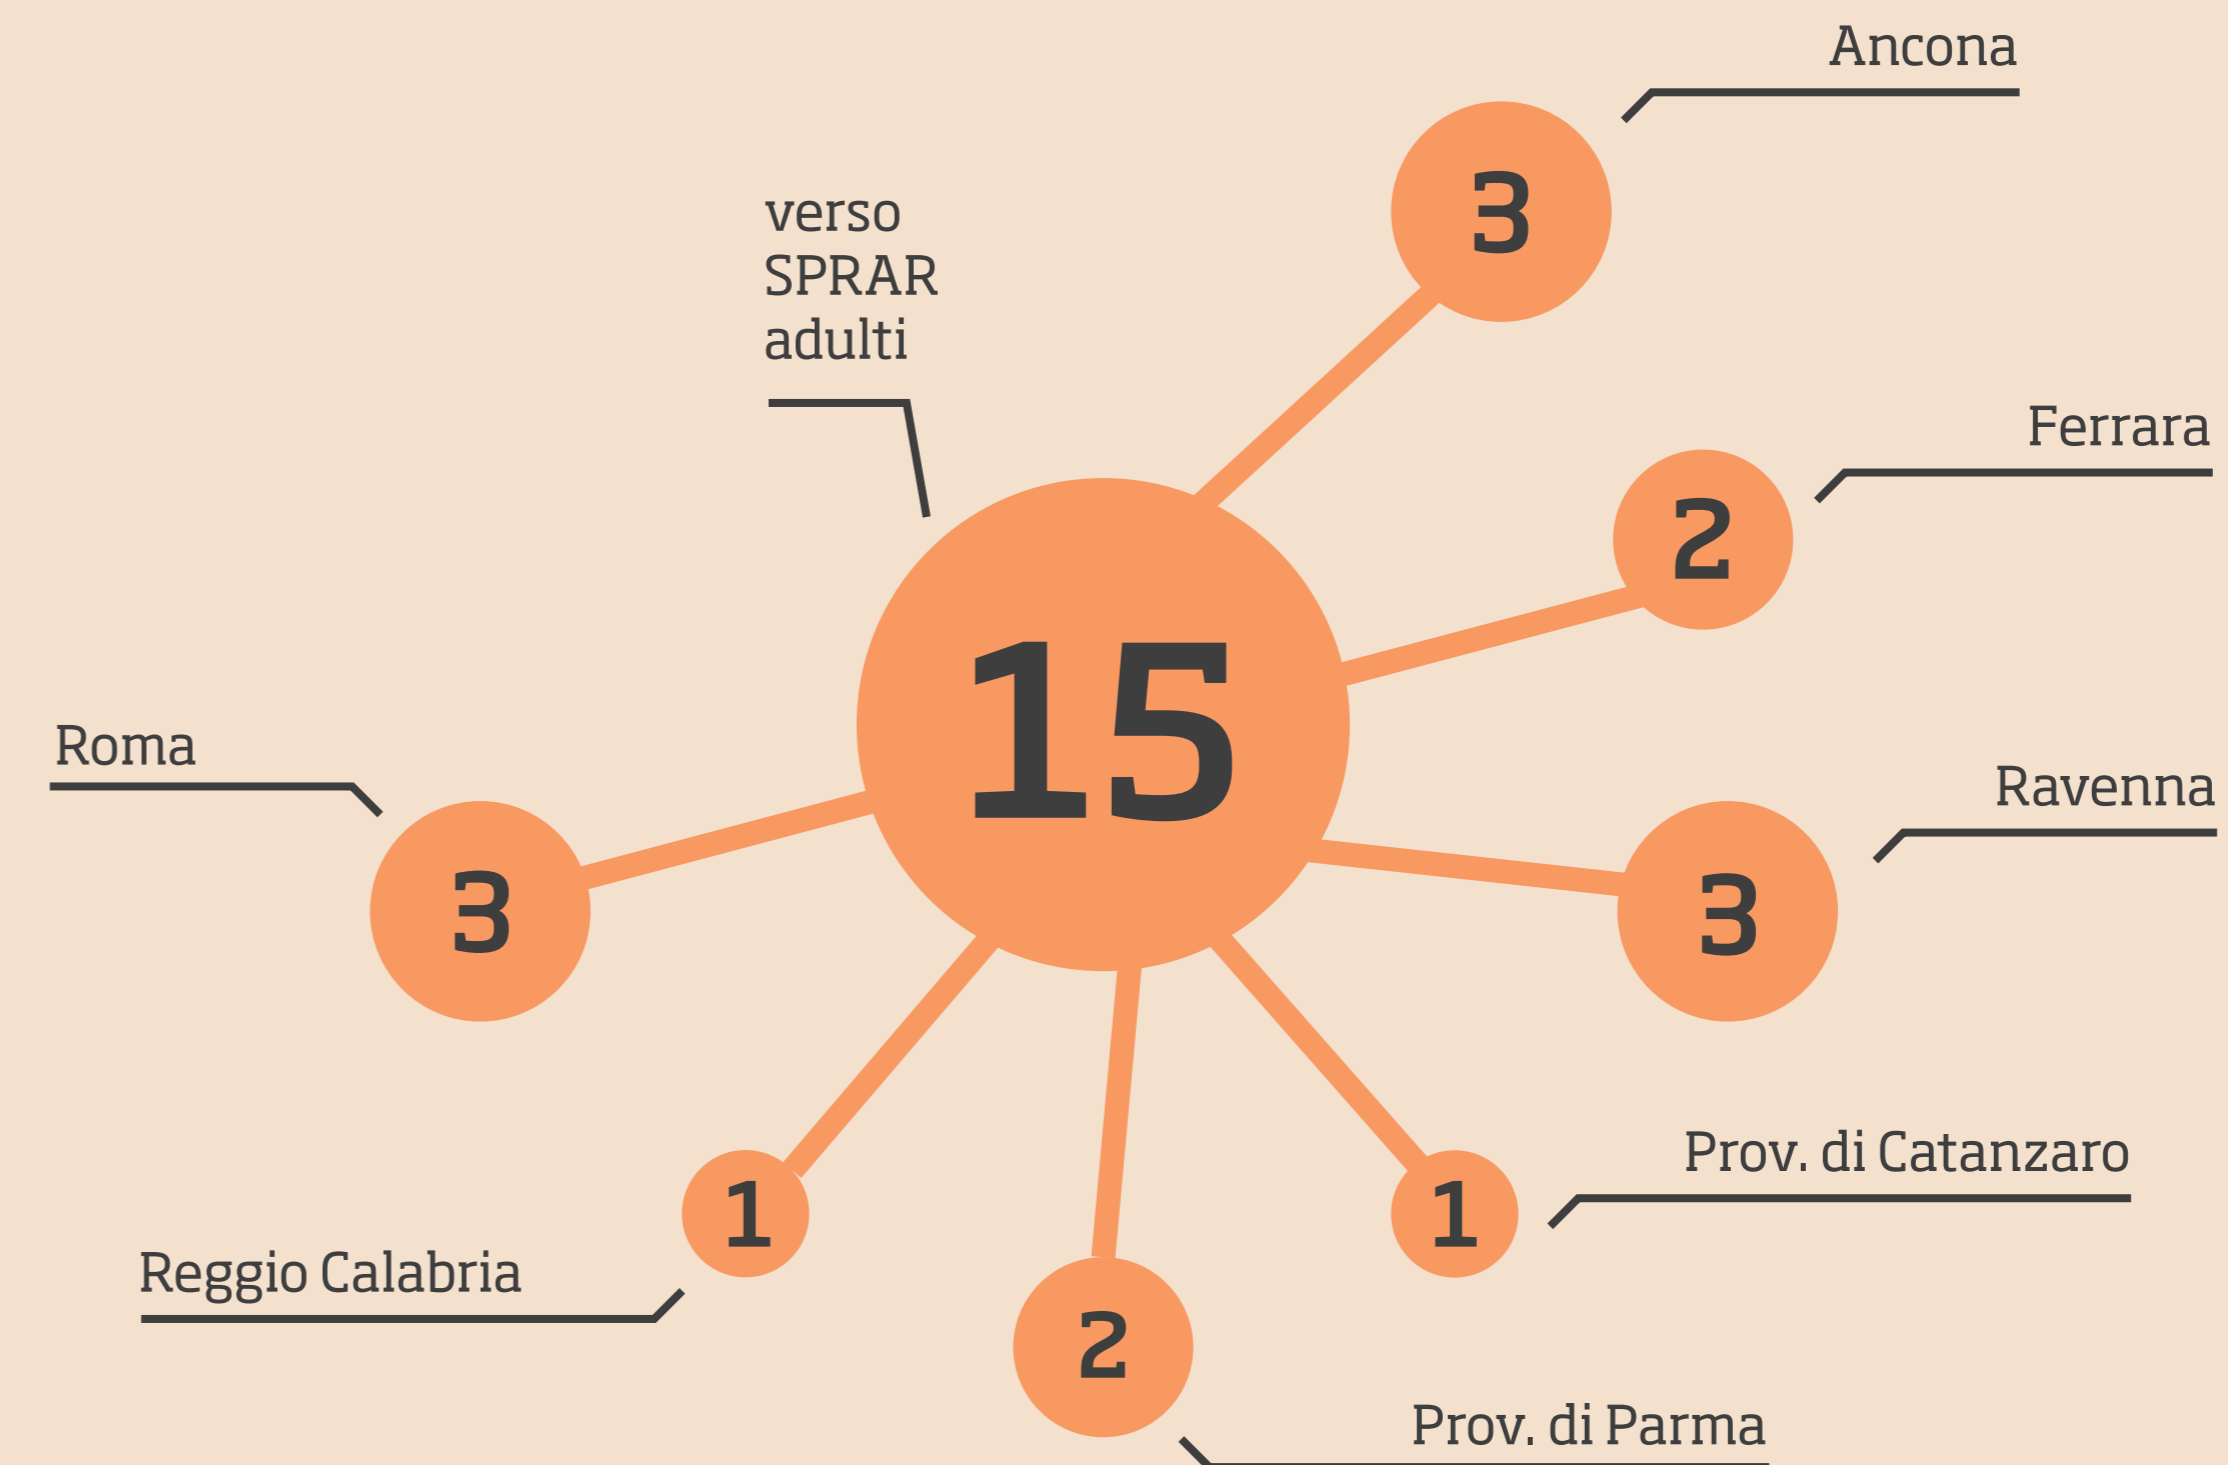 Ancona
3
verso
SPRAR
adulti
Ferrara
2
15
Roma
3
Ravenna
3
Prov. di Catanzaro
1
Reggio Calabria
1
2
Prov. di Parma